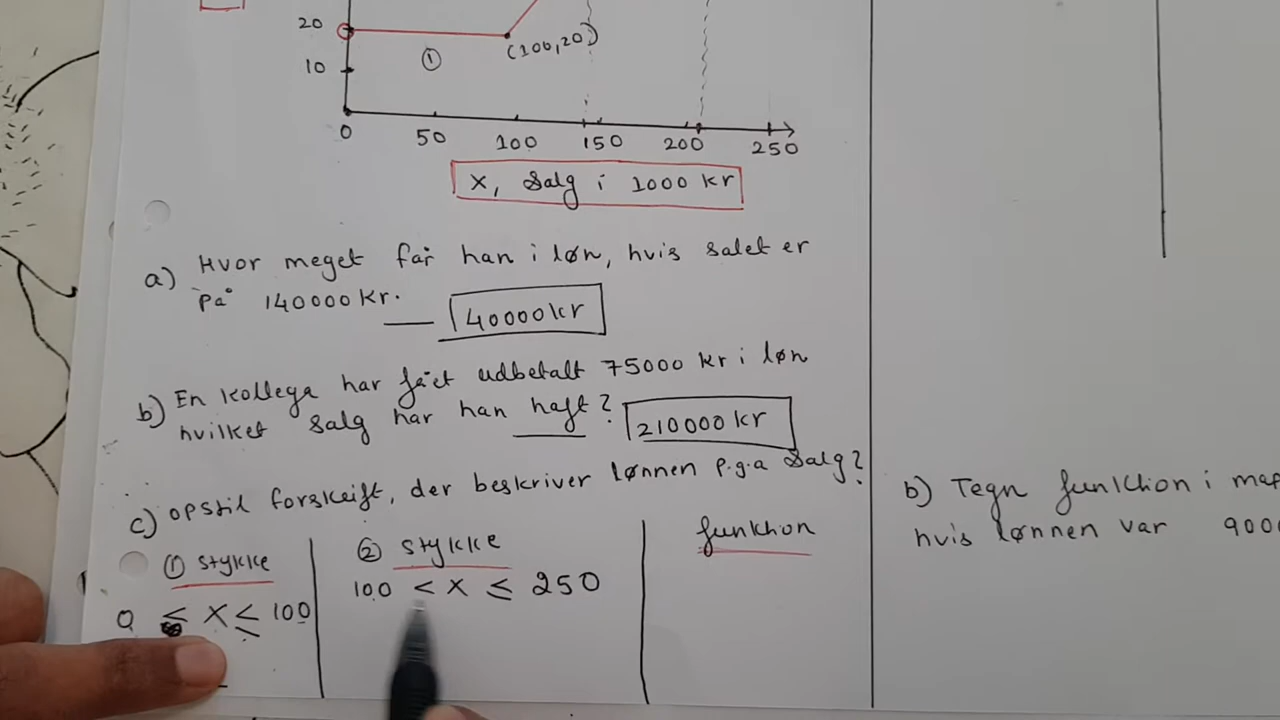 20
10
①
(100,20)
0 50 100 150 200 250
x, Salg i 1000 kr
a) Hvor meget får han i løn, hvis salet er
på 140000 kr.
40000 kr
b) En kollega har fået udbetalt 75000 kr i løn
hvilket salg har han haft?
210000 kr
c) opstil forskrift, der beskriver lønnen p.g.a salg?
① stykke
0 ≤ x ≤ 100
② stykke
100 < x ≤ 250
funktion
b) Tegn funktion i
hvis lønnen var